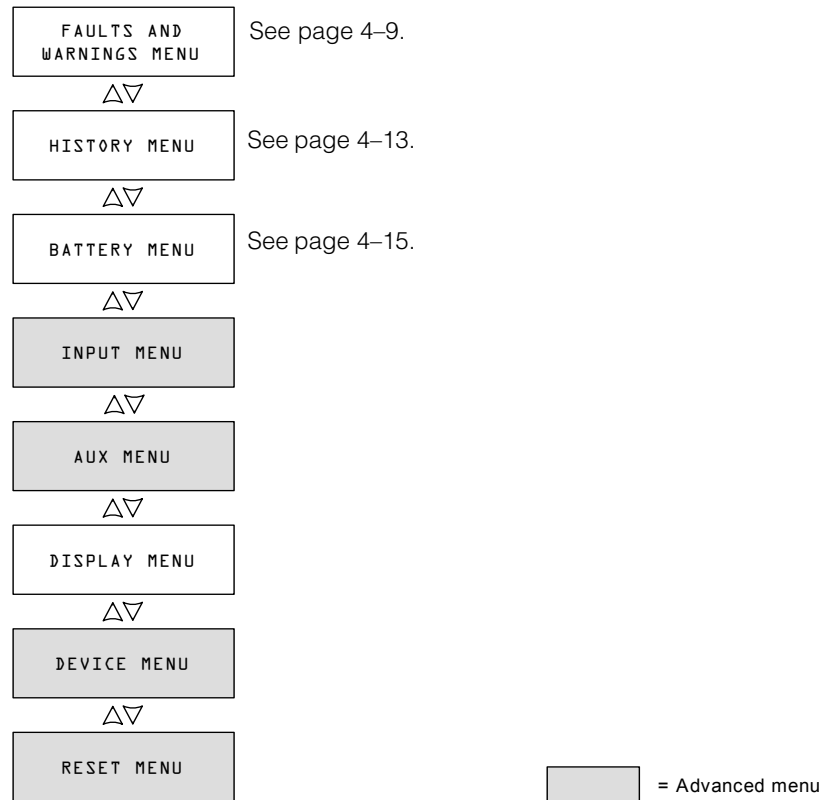 FAULTS AND
WARNINGS MENU
See page 4–9.
HISTORY MENU
See page 4–13.
BATTERY MENU
See page 4–15.
INPUT MENU
AUX MENU
DISPLAY MENU
DEVICE MENU
RESET MENU
= Advanced menu